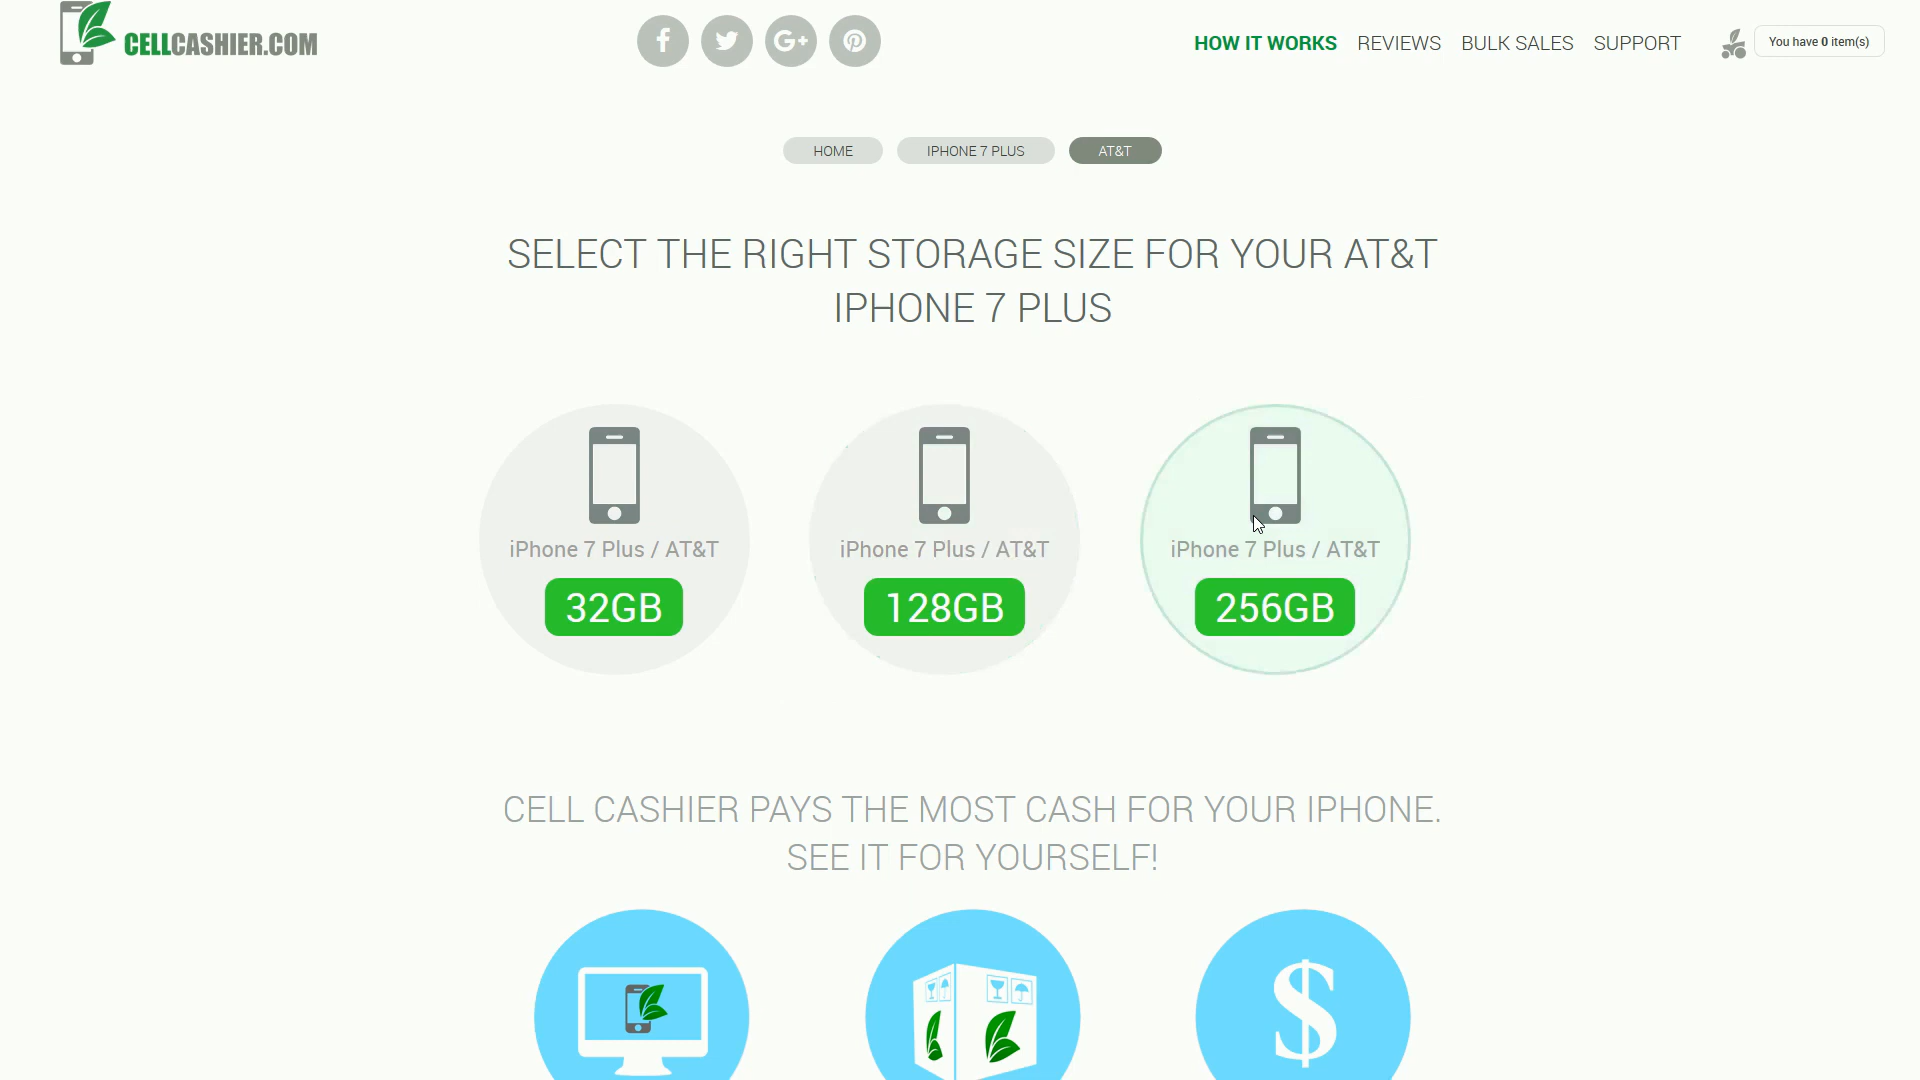 CELLCASHIER.COM
HOW IT WORKS
REVIEWS
BULK SALES
SUPPORT
You have 0 item(s)
HOME
IPHONE 7 PLUS
AT&T
SELECT THE RIGHT STORAGE SIZE FOR YOUR AT&T
IPHONE 7 PLUS
iPhone 7 Plus / AT&T
32GB
iPhone 7 Plus / AT&T
128GB
iPhone 7 Plus / AT&T
256GB
CELL CASHIER PAYS THE MOST CASH FOR YOUR IPHONE.
SEE IT FOR YOURSELF!